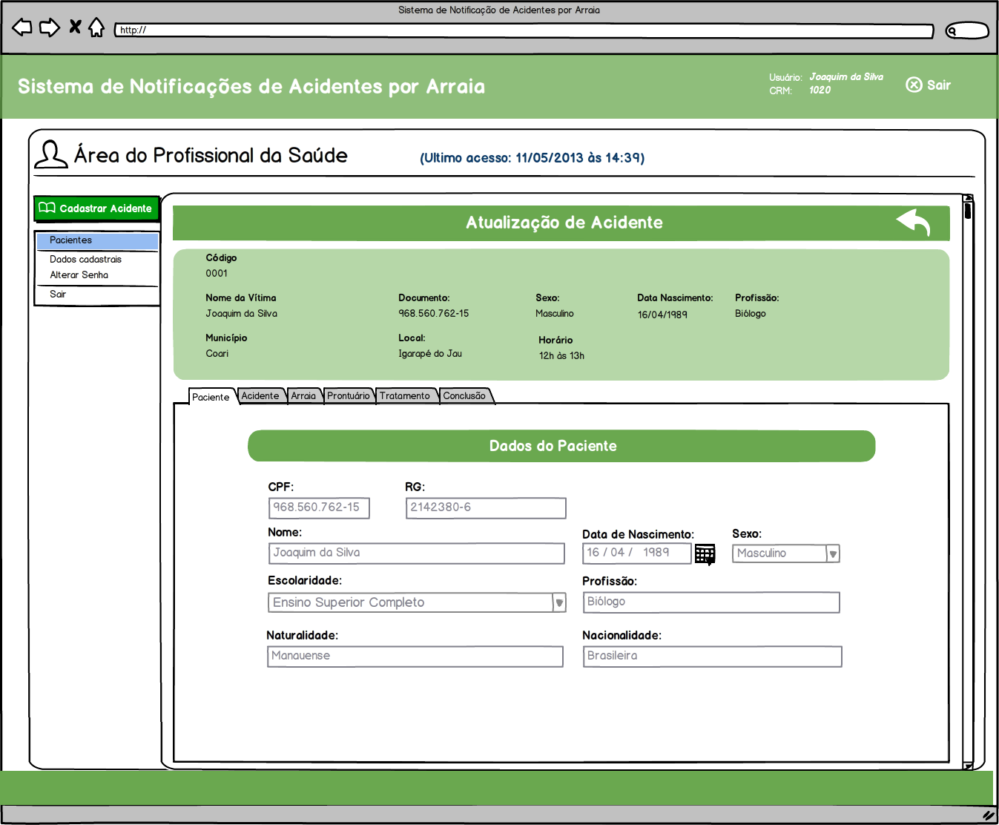 Sistema de Notificação de Acidentes por Arraia
http://
Sistema de Notificações de Acidentes por Arraia
Usuário: Joaquim da Silva
CRM: 1020
Sair
Área do Profissional da Saúde
(Ultimo acesso: 11/05/2013 às 14:39)
Cadastrar Acidente
Pacientes
Dados cadastrais
Alterar Senha
Sair
Atualização de Acidente
Código
0001
Nome da Vítima Documento: Sexo: Data Nascimento: Profissão:
Joaquim da Silva 968.560.762-15 Masculino 16/04/1989 Biólogo
Município Local: Horário
Coari Igarapé do Jau 12h às 13h
Paciente Acidente Arraia Prontuário Tratamento Conclusão
Dados do Paciente
CPF: RG:
968.560.762-15 2142380-6
Nome: Data de Nascimento: Sexo:
Joaquim da Silva 16 / 04 / 1989 Masculino
Escolaridade: Profissão:
Ensino Superior Completo Biólogo
Naturalidade: Nacionalidade:
Manauense Brasileira